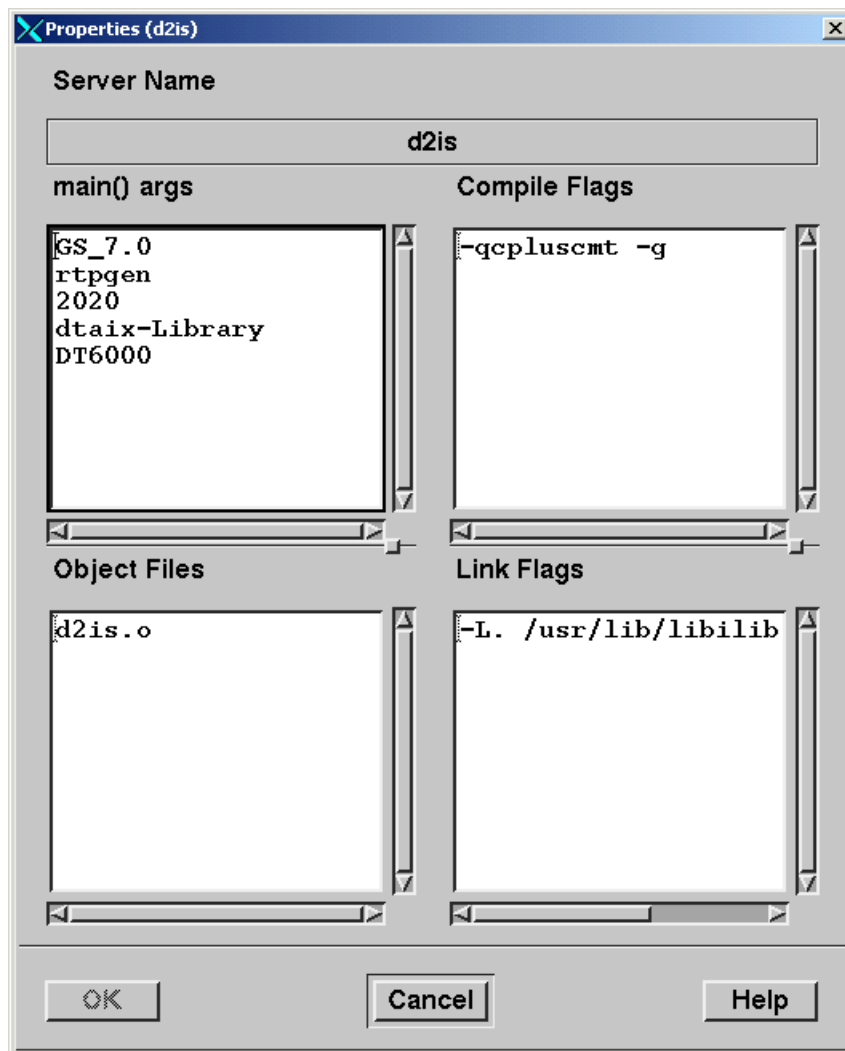 Properties (d2is)
Server Name
d2is
main() args
Compile Flags
GS_7.0
rtpgen
2020
dtaix-Library
DT6000
-qcpluscmt -g
Object Files
Link Flags
d2is.o
-L. /usr/lib/libilib
OK
Cancel
Help